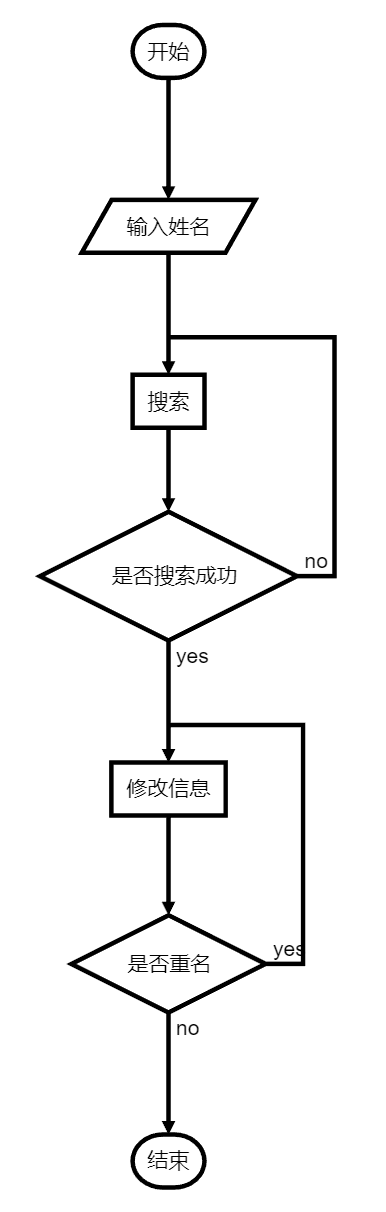 开始
输入姓名
搜索
是否搜索成功
no
yes
修改信息
是否重名
yes
no
结束